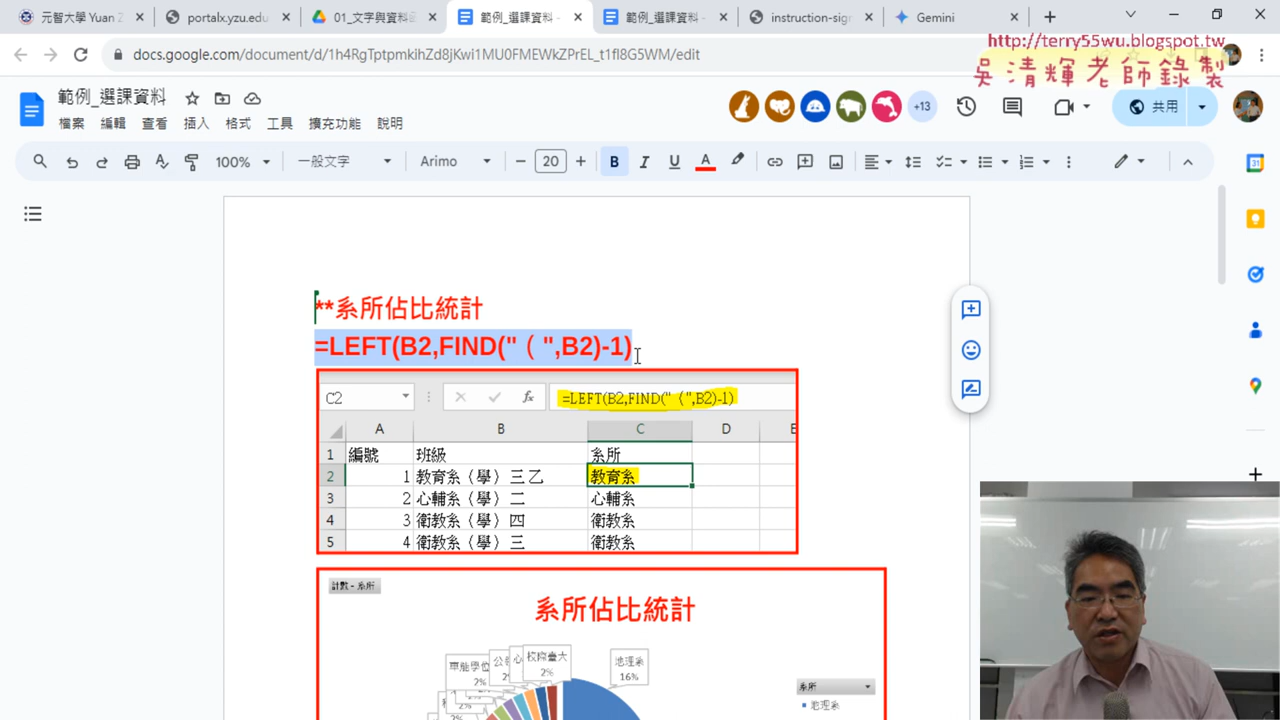 元智大學 Yuan Z
portalx.yzu.edu
01_文字與資料
範例_選課資料 -
範例_選課資料 -
instruction-sig
Gemini
docs.google.com/document/d/1h4RgTptpmkihZd8jKwi1MU0FMEWkZPrEL_t1fl8G5WM/edit
http://terry55wu.blogspot.tw
吳清輝老師錄製
範例_選課資料
檔案 編輯 查看 插入 格式 工具 擴充功能 說明
+13
共用
100% 一般文字 Arimo 20 B I U A
31
**系所佔比統計
=LEFT(B2,FIND("（",B2)-1)
C2 fx =LEFT(B2,FIND("（",B2)-1)
A B C D E
1 編號 班級 系所
2 1 教育系（學）三乙 教育系
3 2 心輔系（學）二 心輔系
4 3 衛教系（學）四 衛教系
5 4 衛教系（學）三 衛教系
計數 - 系所
系所佔比統計
車能學位
2%
校際臺大
2%
地理系
16%
系所
地理系